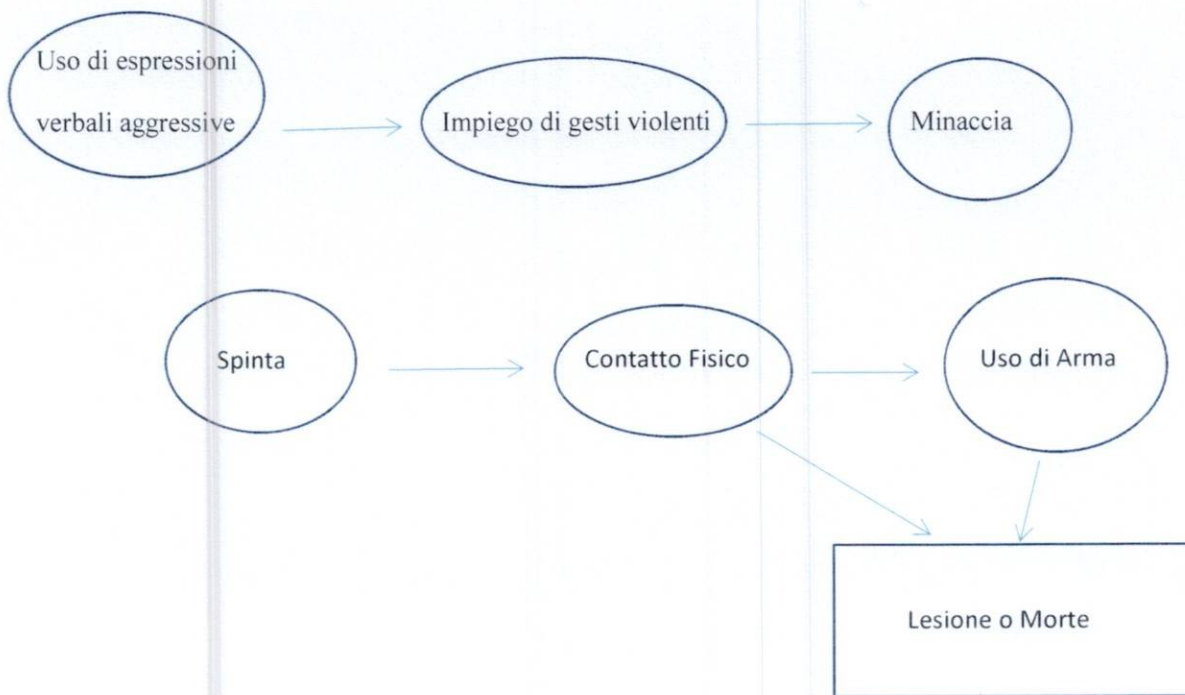 Uso di espressioni
verbali aggressive
Impiego di gesti violenti
Minaccia
Spinta
Contatto Fisico
Uso di Arma
Lesione o Morte